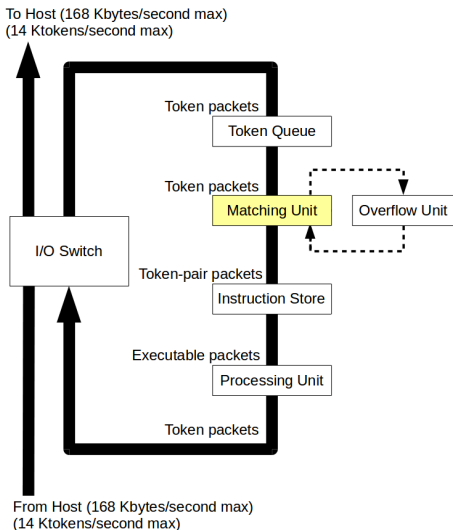 To Host (168 Kbytes/second max)
(14 Ktokens/second max)
Token packets
Token Queue
Token packets
Matching Unit
Overflow Unit
I/O Switch
Token-pair packets
Instruction Store
Executable packets
Processing Unit
Token packets
From Host (168 Kbytes/second max)
(14 Ktokens/second max)